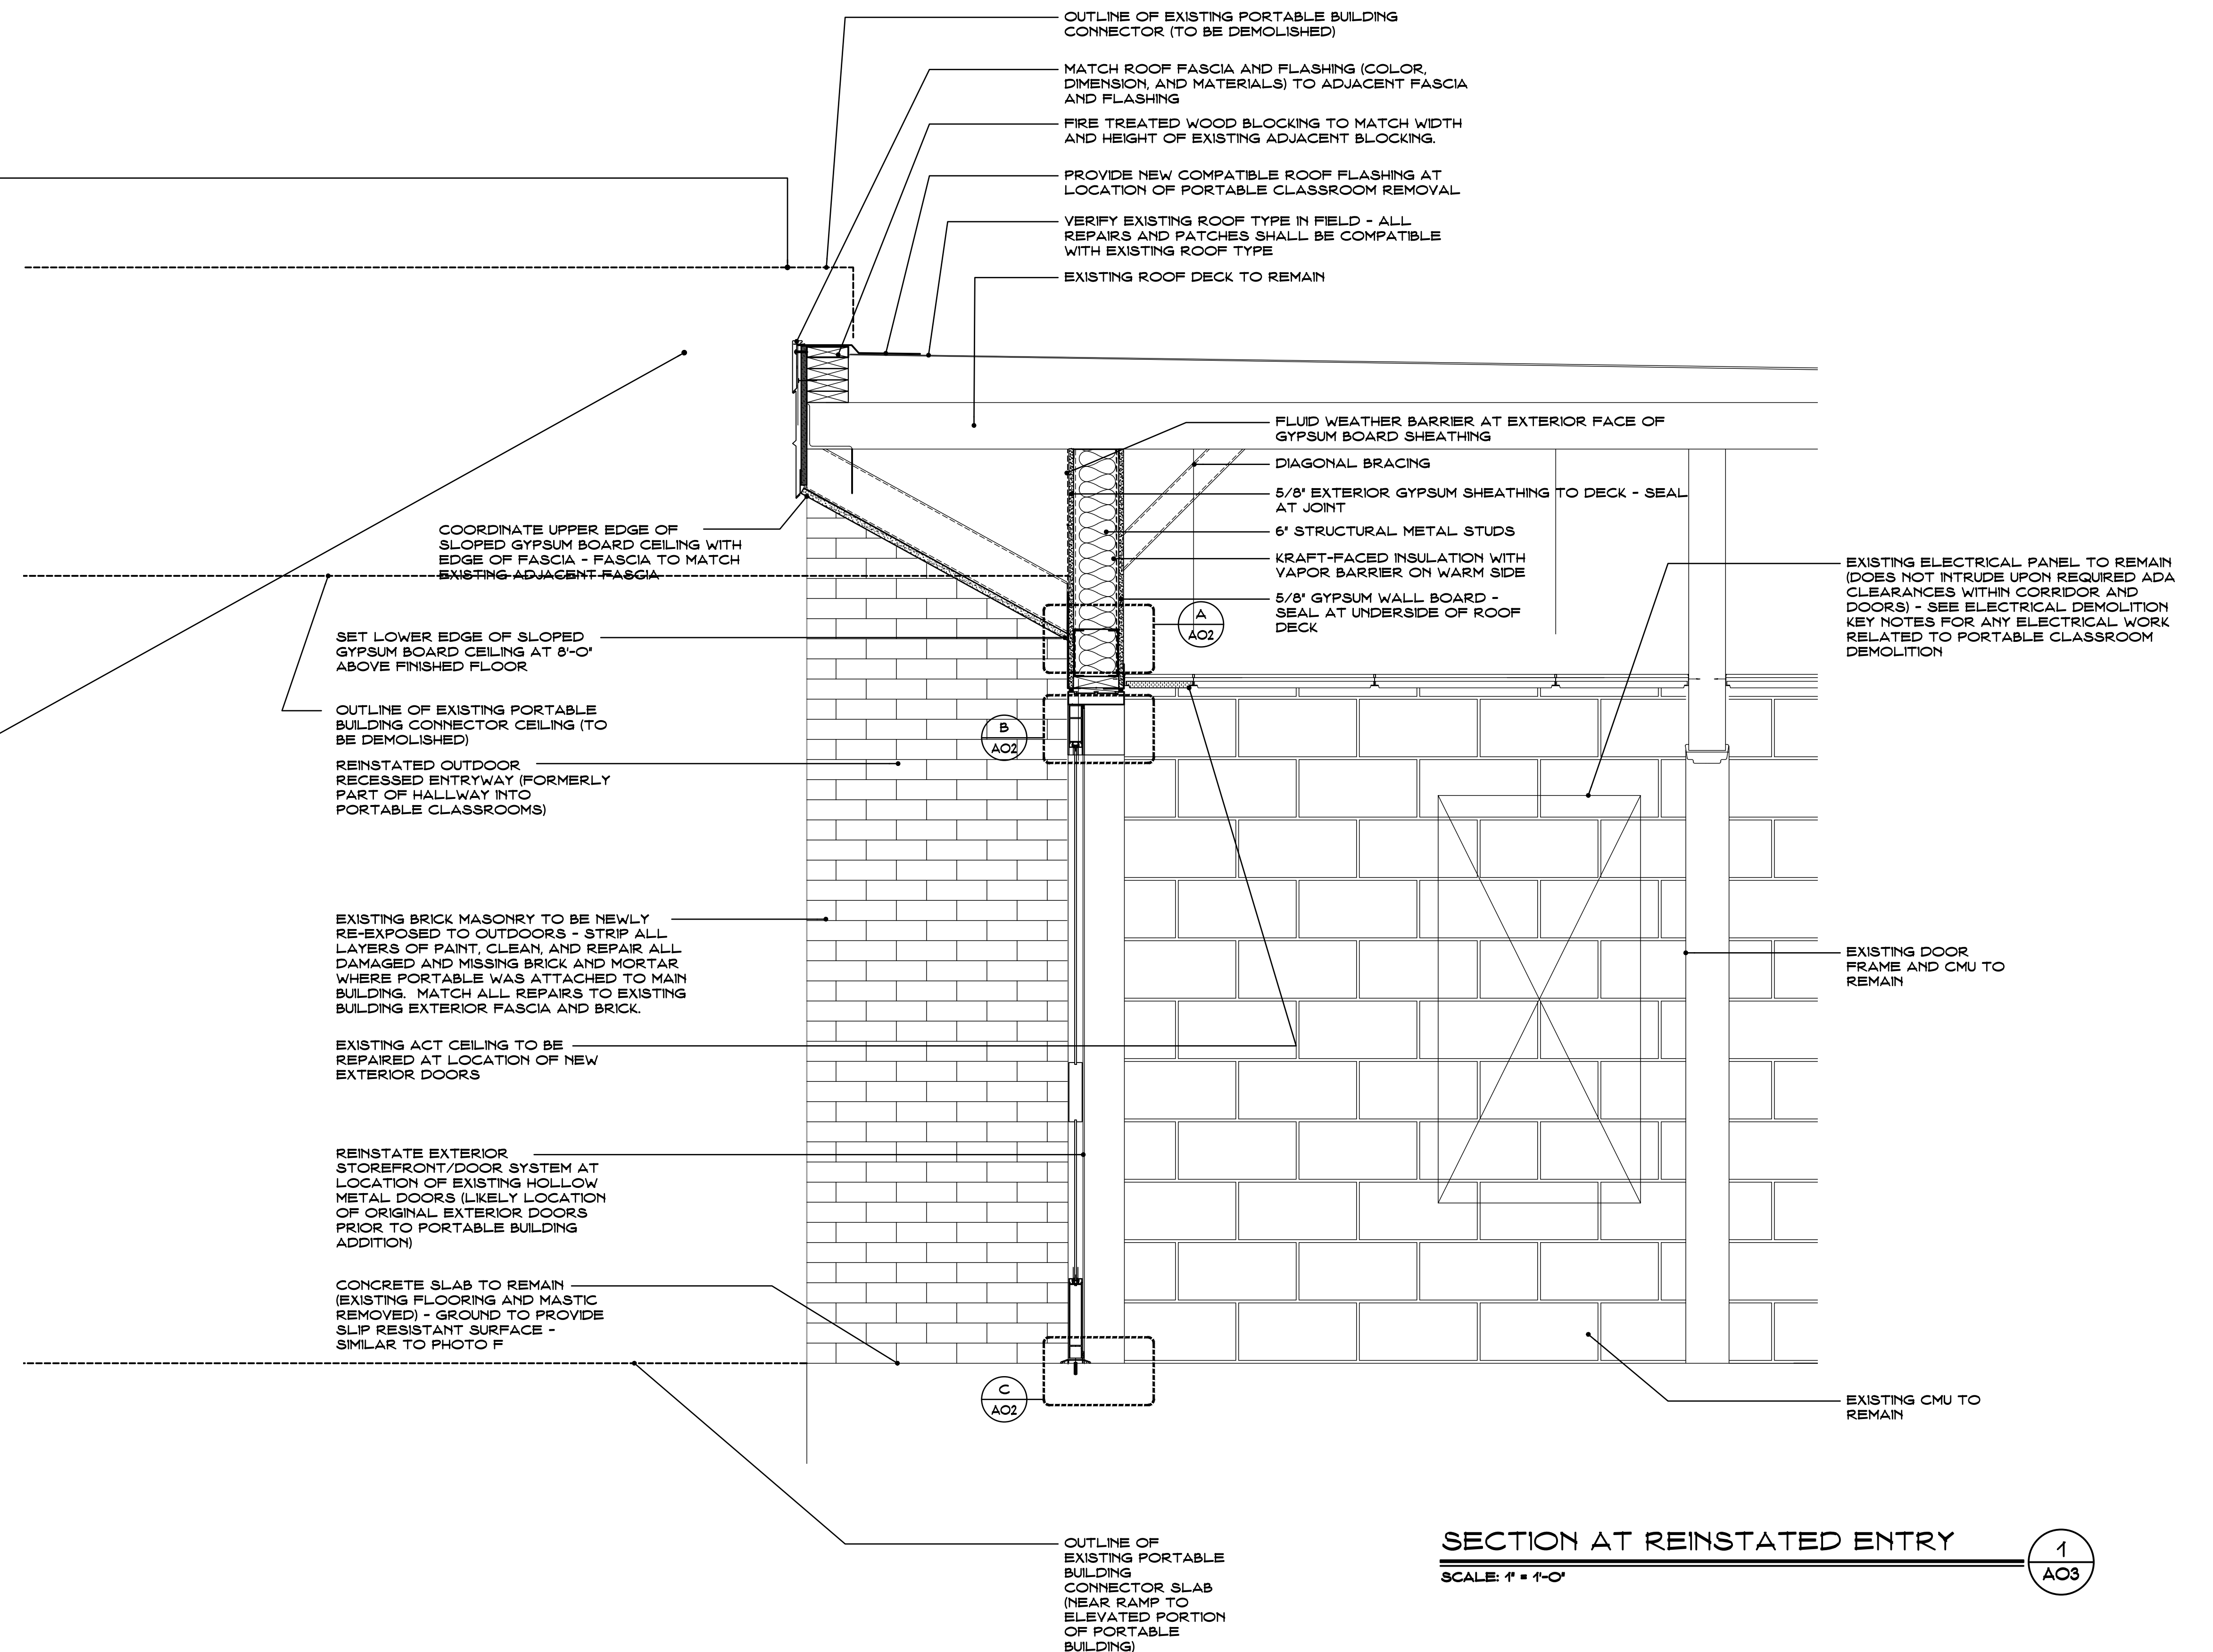 OUTLINE OF EXISTING PORTABLE BUILDING
CONNECTOR (TO BE DEMOLISHED)
MATCH ROOF FASCIA AND FLASHING (COLOR,
DIMENSION, AND MATERIALS) TO ADJACENT FASCIA
AND FLASHING
FIRE TREATED WOOD BLOCKING TO MATCH WIDTH
AND HEIGHT OF EXISTING ADJACENT BLOCKING.
PROVIDE NEW COMPATIBLE ROOF FLASHING AT
LOCATION OF PORTABLE CLASSROOM REMOVAL
VERIFY EXISTING ROOF TYPE IN FIELD - ALL
REPAIRS AND PATCHES SHALL BE COMPATIBLE
WITH EXISTING ROOF TYPE
EXISTING ROOF DECK TO REMAIN
FLUID WEATHER BARRIER AT EXTERIOR FACE OF
GYPSUM BOARD SHEATHING
DIAGONAL BRACING
5/8" EXTERIOR GYPSUM SHEATHING TO DECK - SEAL
AT JOINT
6" STRUCTURAL METAL STUDS
KRAFT-FACED INSULATION WITH
VAPOR BARRIER ON WARM SIDE
5/8" GYPSUM WALL BOARD -
SEAL AT UNDERSIDE OF ROOF
DECK
A
A02
B
A02
C
A02
COORDINATE UPPER EDGE OF
SLOPED GYPSUM BOARD CEILING WITH
EDGE OF FASCIA - FASCIA TO MATCH
EXISTING ADJACENT FASCIA
SET LOWER EDGE OF SLOPED
GYPSUM BOARD CEILING AT 8'-0"
ABOVE FINISHED FLOOR
OUTLINE OF EXISTING PORTABLE
BUILDING CONNECTOR CEILING (TO
BE DEMOLISHED)
REINSTATED OUTDOOR
RECESSED ENTRYWAY (FORMERLY
PART OF HALLWAY INTO
PORTABLE CLASSROOMS)
EXISTING BRICK MASONRY TO BE NEWLY
RE-EXPOSED TO OUTDOORS - STRIP ALL
LAYERS OF PAINT, CLEAN, AND REPAIR ALL
DAMAGED AND MISSING BRICK AND MORTAR
WHERE PORTABLE WAS ATTACHED TO MAIN
BUILDING. MATCH ALL REPAIRS TO EXISTING
BUILDING EXTERIOR FASCIA AND BRICK.
EXISTING ACT CEILING TO BE
REPAIRED AT LOCATION OF NEW
EXTERIOR DOORS
REINSTATE EXTERIOR
STOREFRONT/DOOR SYSTEM AT
LOCATION OF EXISTING HOLLOW
METAL DOORS (LIKELY LOCATION
OF ORIGINAL EXTERIOR DOORS
PRIOR TO PORTABLE BUILDING
ADDITION)
CONCRETE SLAB TO REMAIN
(EXISTING FLOORING AND MASTIC
REMOVED) - GROUND TO PROVIDE
SLIP RESISTANT SURFACE -
SIMILAR TO PHOTO F
EXISTING ELECTRICAL PANEL TO REMAIN
(DOES NOT INTRUDE UPON REQUIRED ADA
CLEARANCES WITHIN CORRIDOR AND
DOORS) - SEE ELECTRICAL DEMOLITION
KEY NOTES FOR ANY ELECTRICAL WORK
RELATED TO PORTABLE CLASSROOM
DEMOLITION
EXISTING DOOR
FRAME AND CMU TO
REMAIN
EXISTING CMU TO
REMAIN
OUTLINE OF
EXISTING PORTABLE
BUILDING
CONNECTOR SLAB
(NEAR RAMP TO
ELEVATED PORTION
OF PORTABLE
BUILDING)
SECTION AT REINSTATED ENTRY
SCALE: 1" = 1'-0"
1
A03